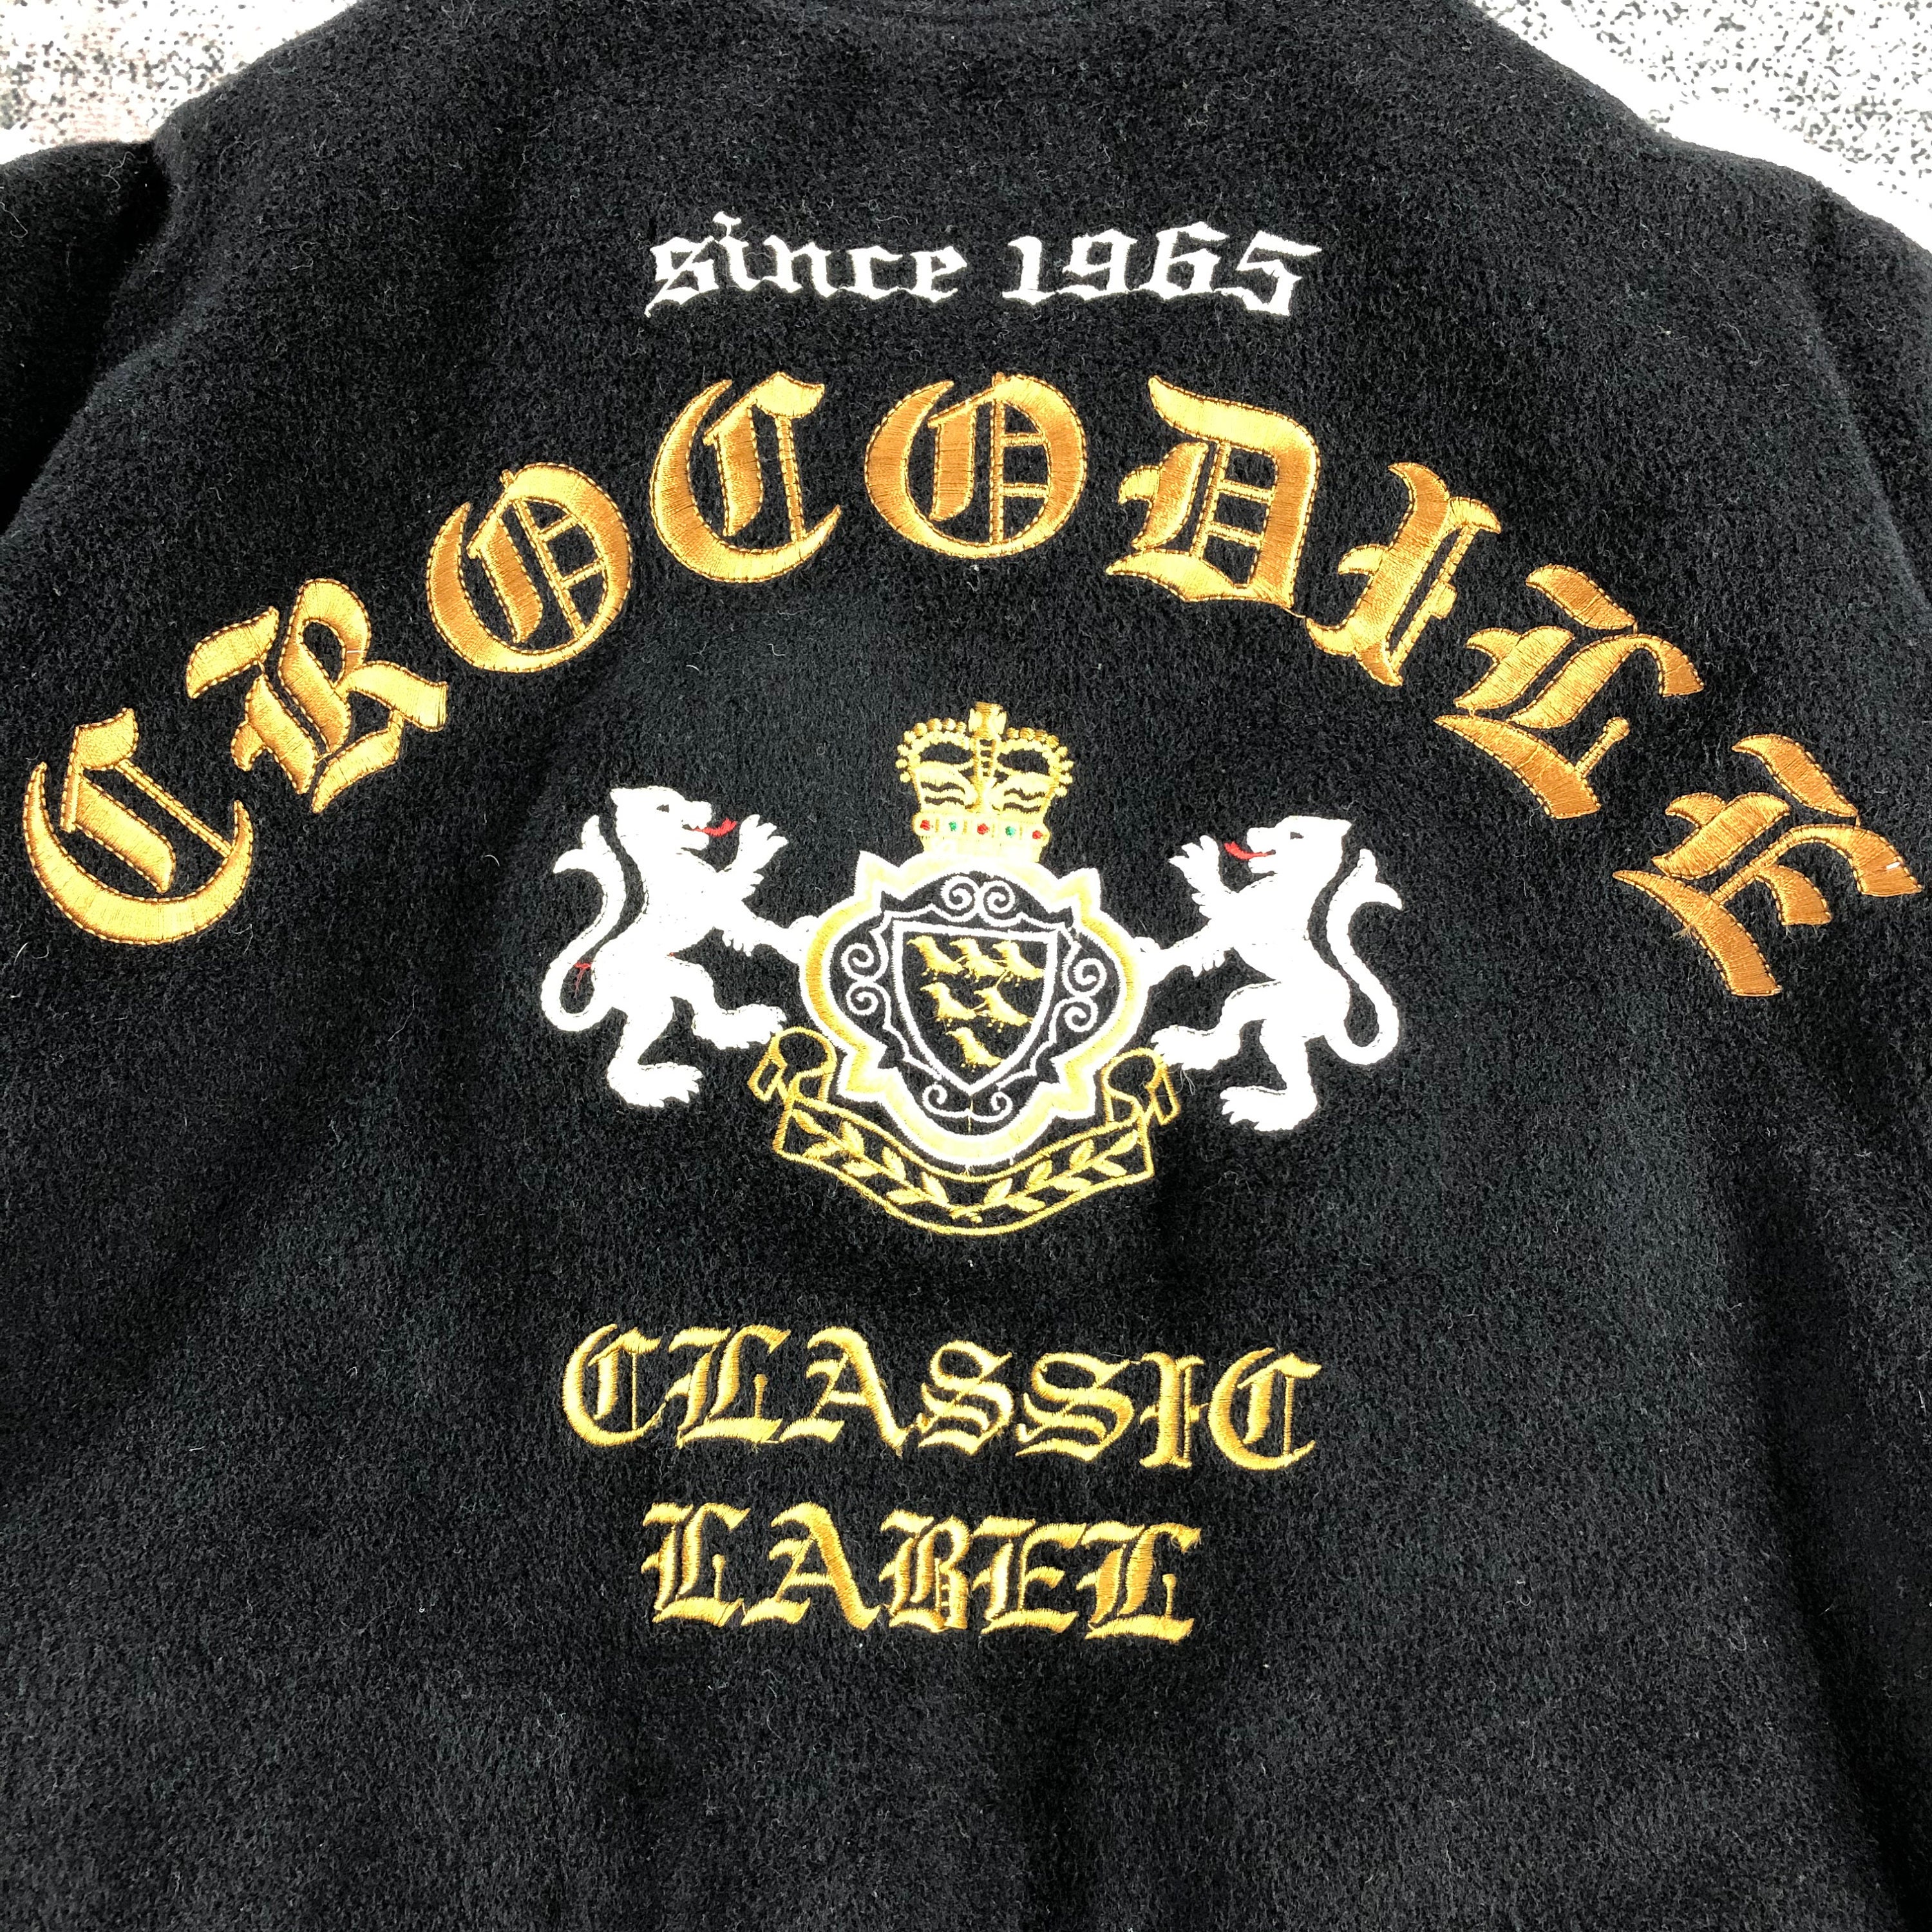 since 1965
CROCODILE
CLASSIC
LABEL